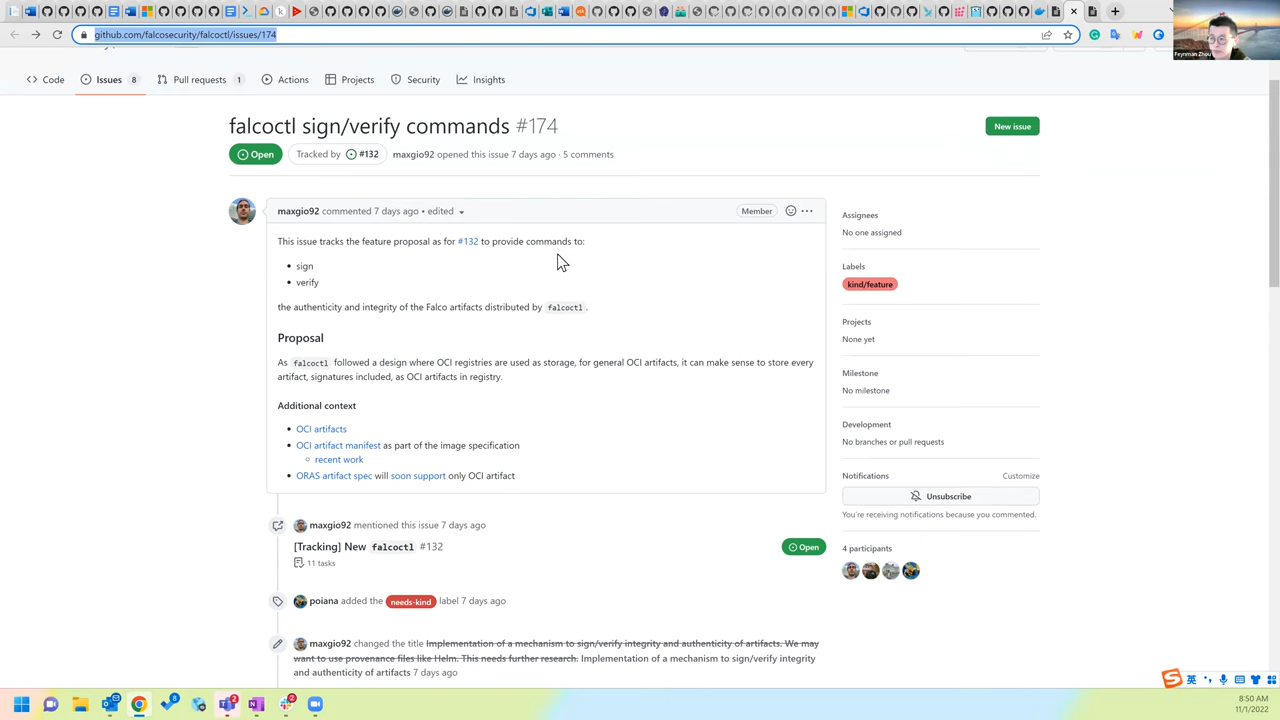 github.com/falcosecurity/falcoctl/issues/174
Feynman Zhou
Code
Issues 8
Pull requests 1
Actions
Projects
Security
Insights
falcoctl sign/verify commands #174
New issue
Open
Tracked by #132
maxgio92 opened this issue 7 days ago · 5 comments
maxgio92 commented 7 days ago • edited
Member
This issue tracks the feature proposal as for #132 to provide commands to:
• sign
• verify
the authenticity and integrity of the Falco artifacts distributed by falcoctl .
Proposal
As falcoctl followed a design where OCI registries are used as storage, for general OCI artifacts, it can make sense to store every
artifact, signatures included, as OCI artifacts in registry.
Additional context
• OCI artifacts
• OCI artifact manifest as part of the image specification
◦ recent work
• ORAS artifact spec will soon support only OCI artifact
Assignees
No one assigned
Labels
kind/feature
Projects
None yet
Milestone
No milestone
Development
No branches or pull requests
Notifications
Customize
Unsubscribe
You're receiving notifications because you commented.
4 participants
maxgio92 mentioned this issue 7 days ago
[Tracking] New falcoctl #132
Open
11 tasks
poiana added the needs-kind label 7 days ago
maxgio92 changed the title Implementation of a mechanism to sign/verify integrity and authenticity of artifacts. We may
want to use provenance files like Helm. This needs further research. Implementation of a mechanism to sign/verify integrity
and authenticity of artifacts 7 days ago
英
8:50 AM
11/1/2022